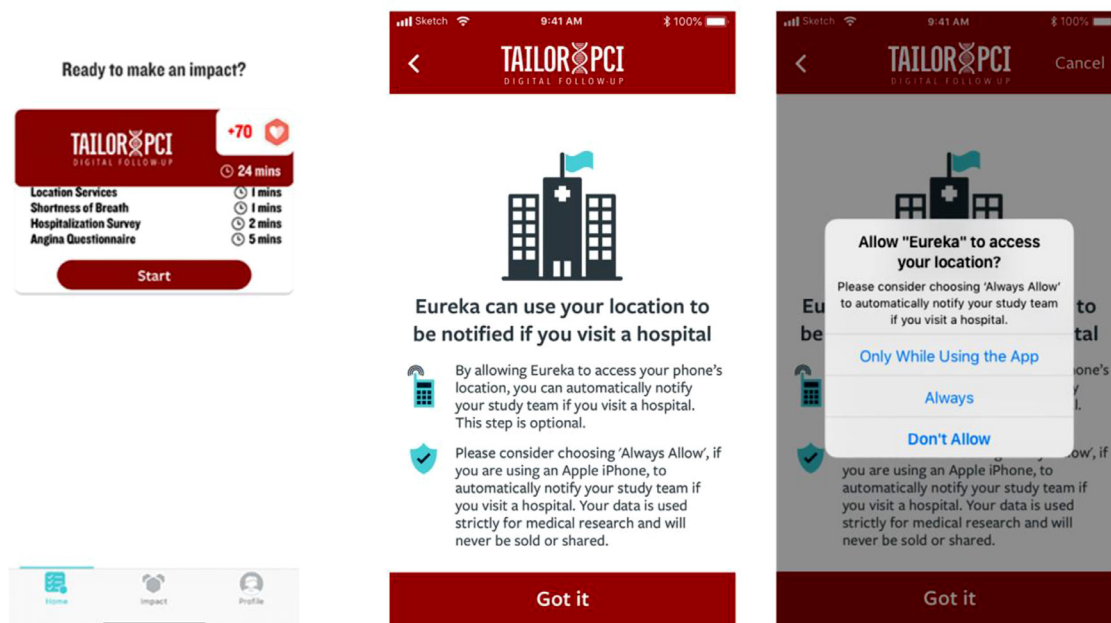 Ready to make an impact?
TAILOR PCI
DIGITAL FOLLOW-UP
+70
24 mins
Location Services 1 mins
Shortness of Breath 1 mins
Hospitalization Survey 2 mins
Angina Questionnaire 5 mins
Start
Home Impact Profile
Sketch 9:41 AM 100%
TAILOR PCI
DIGITAL FOLLOW-UP
Eureka can use your location to
be notified if you visit a hospital
By allowing Eureka to access your phone's
location, you can automatically notify
your study team if you visit a hospital.
This step is optional.
Please consider choosing 'Always Allow', if
you are using an Apple iPhone, to
automatically notify your study team if
you visit a hospital. Your data is used
strictly for medical research and will
never be sold or shared.
Got it
Sketch 9:41 AM 100%
TAILOR PCI Cancel
DIGITAL FOLLOW-UP
Allow "Eureka" to access
your location?
Please consider choosing 'Always Allow'
to automatically notify your study team
if you visit a hospital.
Only While Using the App
Always
Don't Allow
Eu to
be tal
one's
y
l.
ow', if
you are using an Apple iPhone, to
automatically notify your study team if
you visit a hospital. Your data is used
strictly for medical research and will
never be sold or shared.
Got it